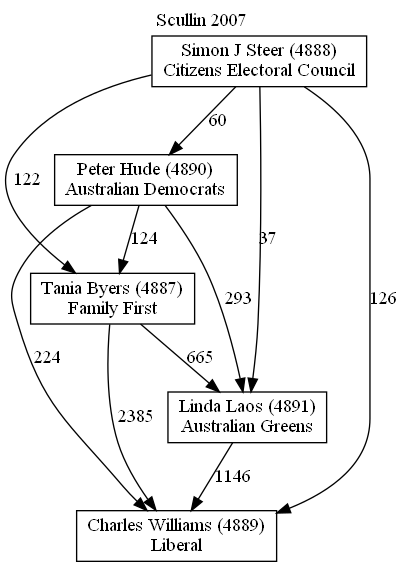 Scullin 2007
Simon J Steer (4888)
Citizens Electoral Council
60
Peter Hude (4890)
Australian Democrats
122
124
37
Tania Byers (4887)
Family First
293
126
224
665
2385
Linda Laos (4891)
Australian Greens
1146
Charles Williams (4889)
Liberal